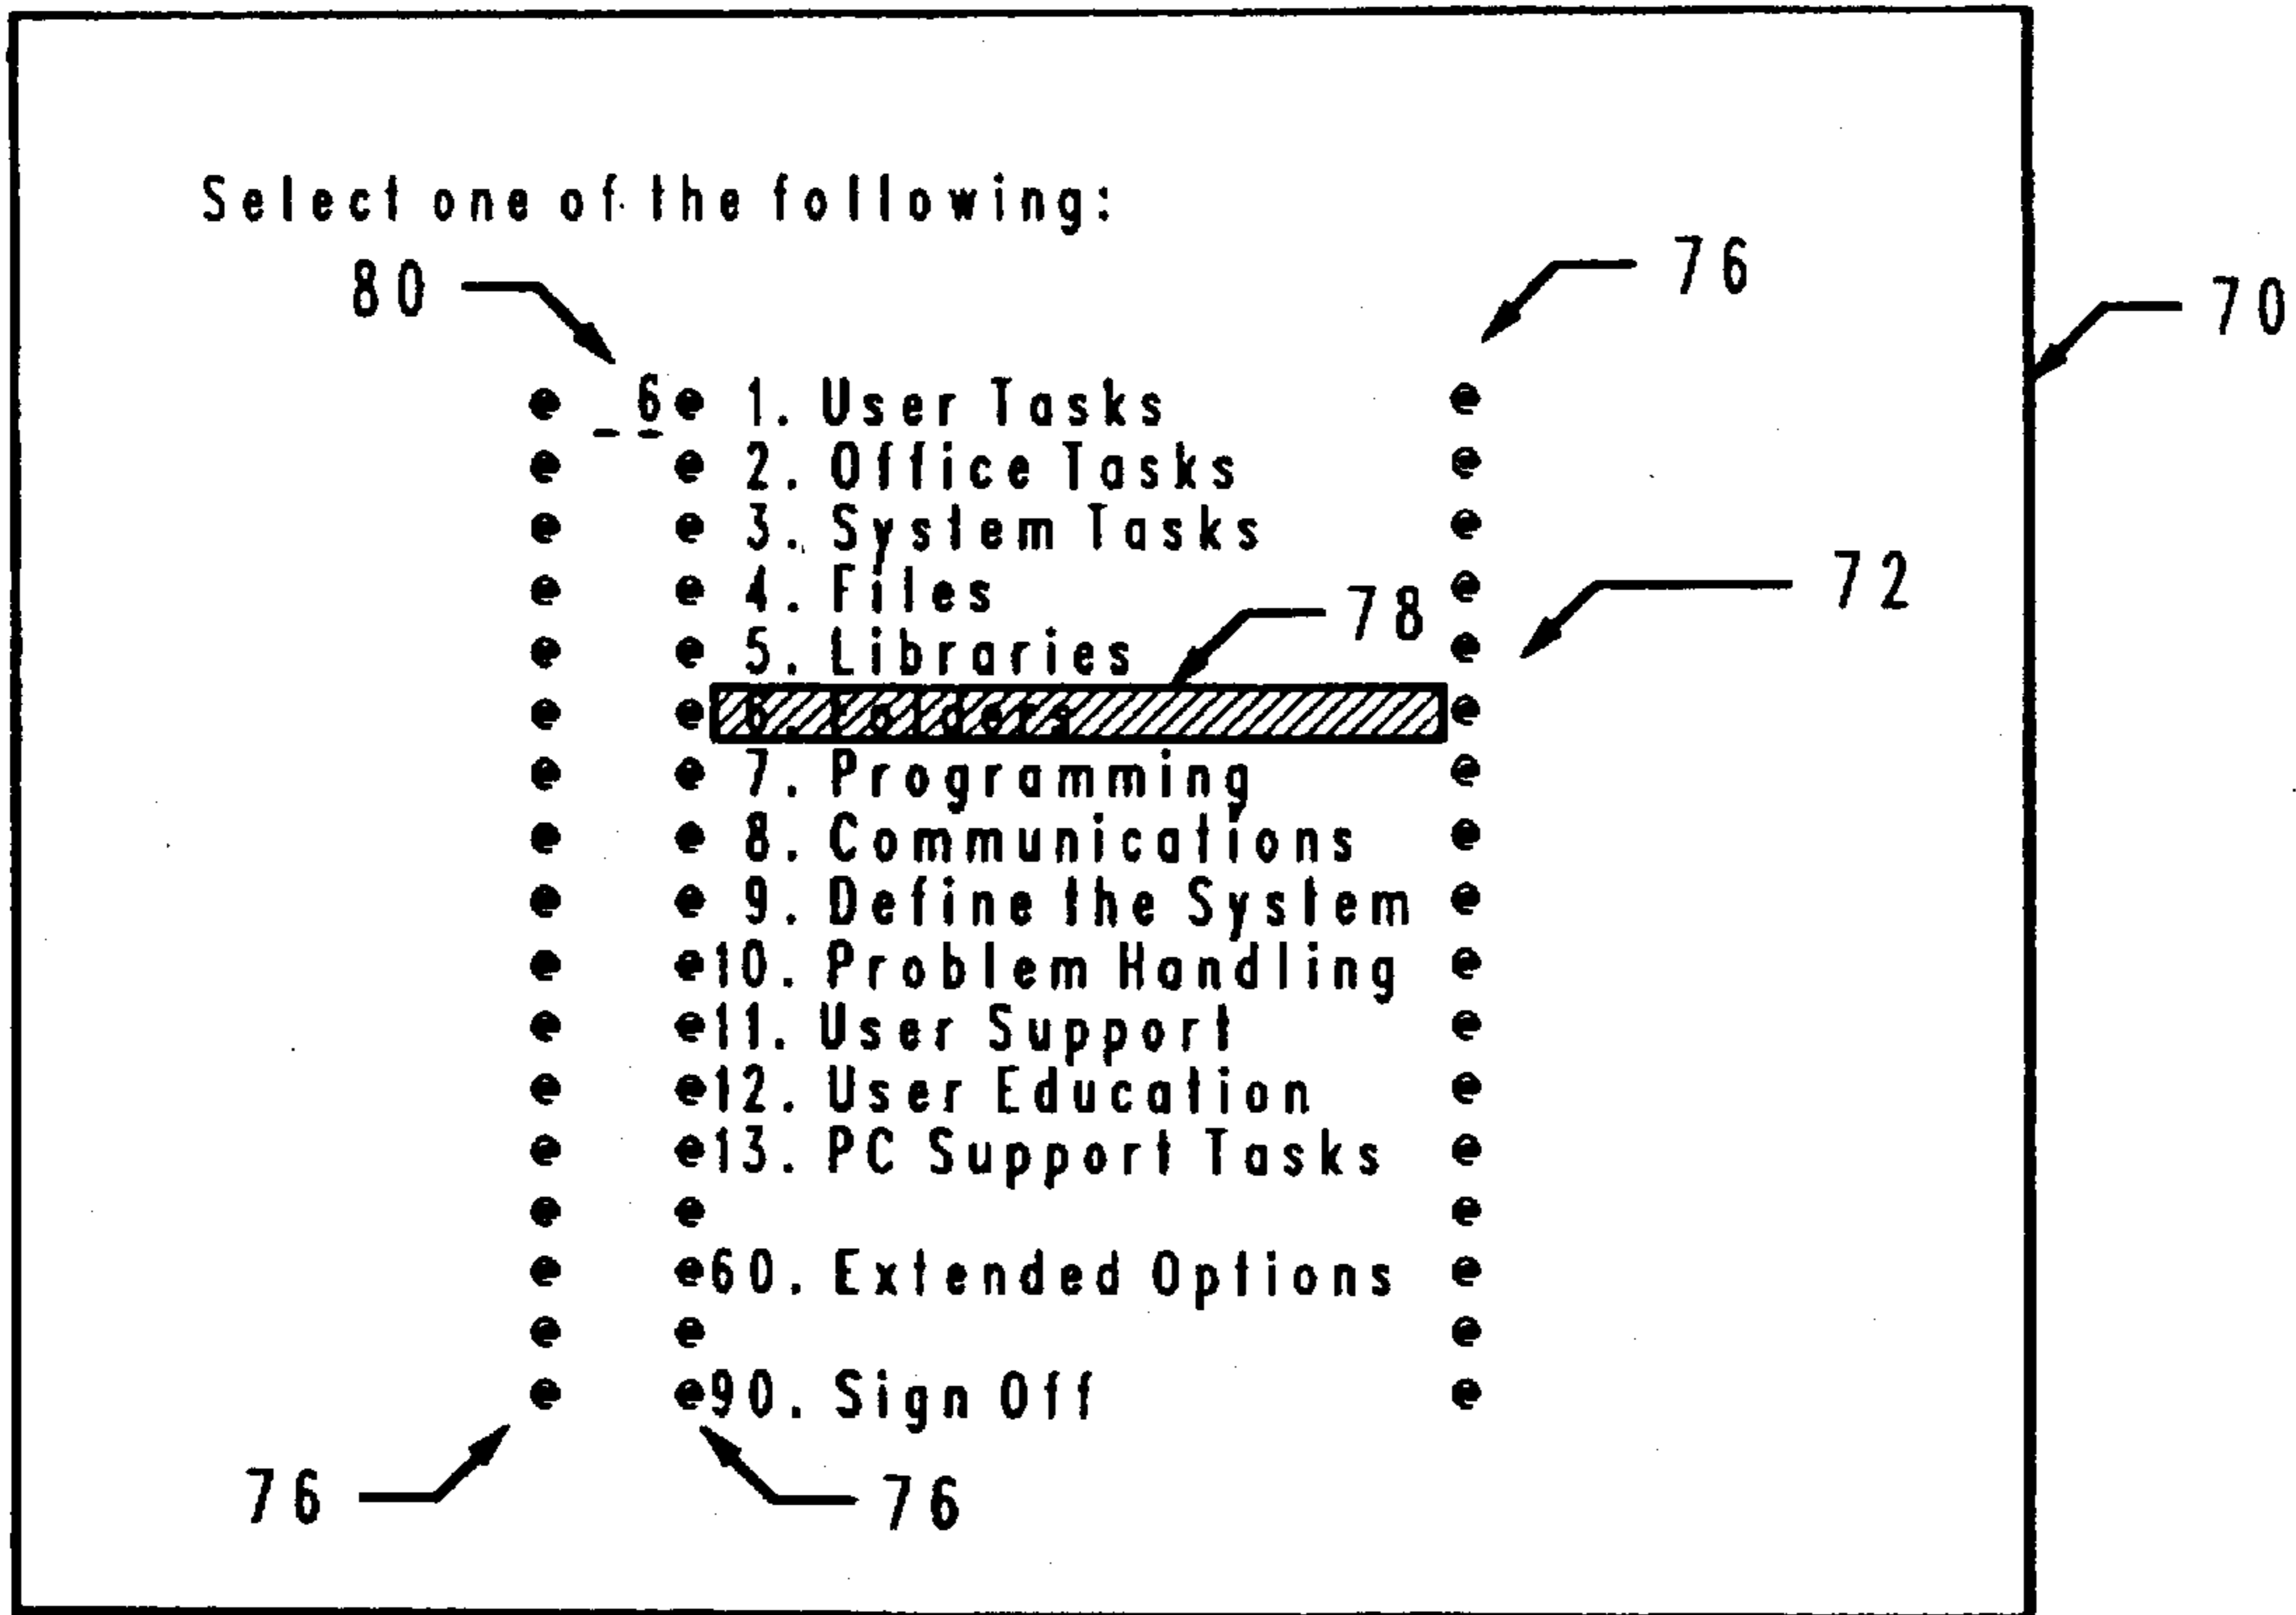 Select one of the following:
80
76
70
6 1. User Tasks
2. Office Tasks
3. System Tasks
72
4. Files
78
5. Libraries
6. Folders
7. Programming
8. Communications
9. Define the System
10. Problem Handling
11. User Support
12. User Education
13. PC Support Tasks
60. Extended Options
90. Sign Off
76
76